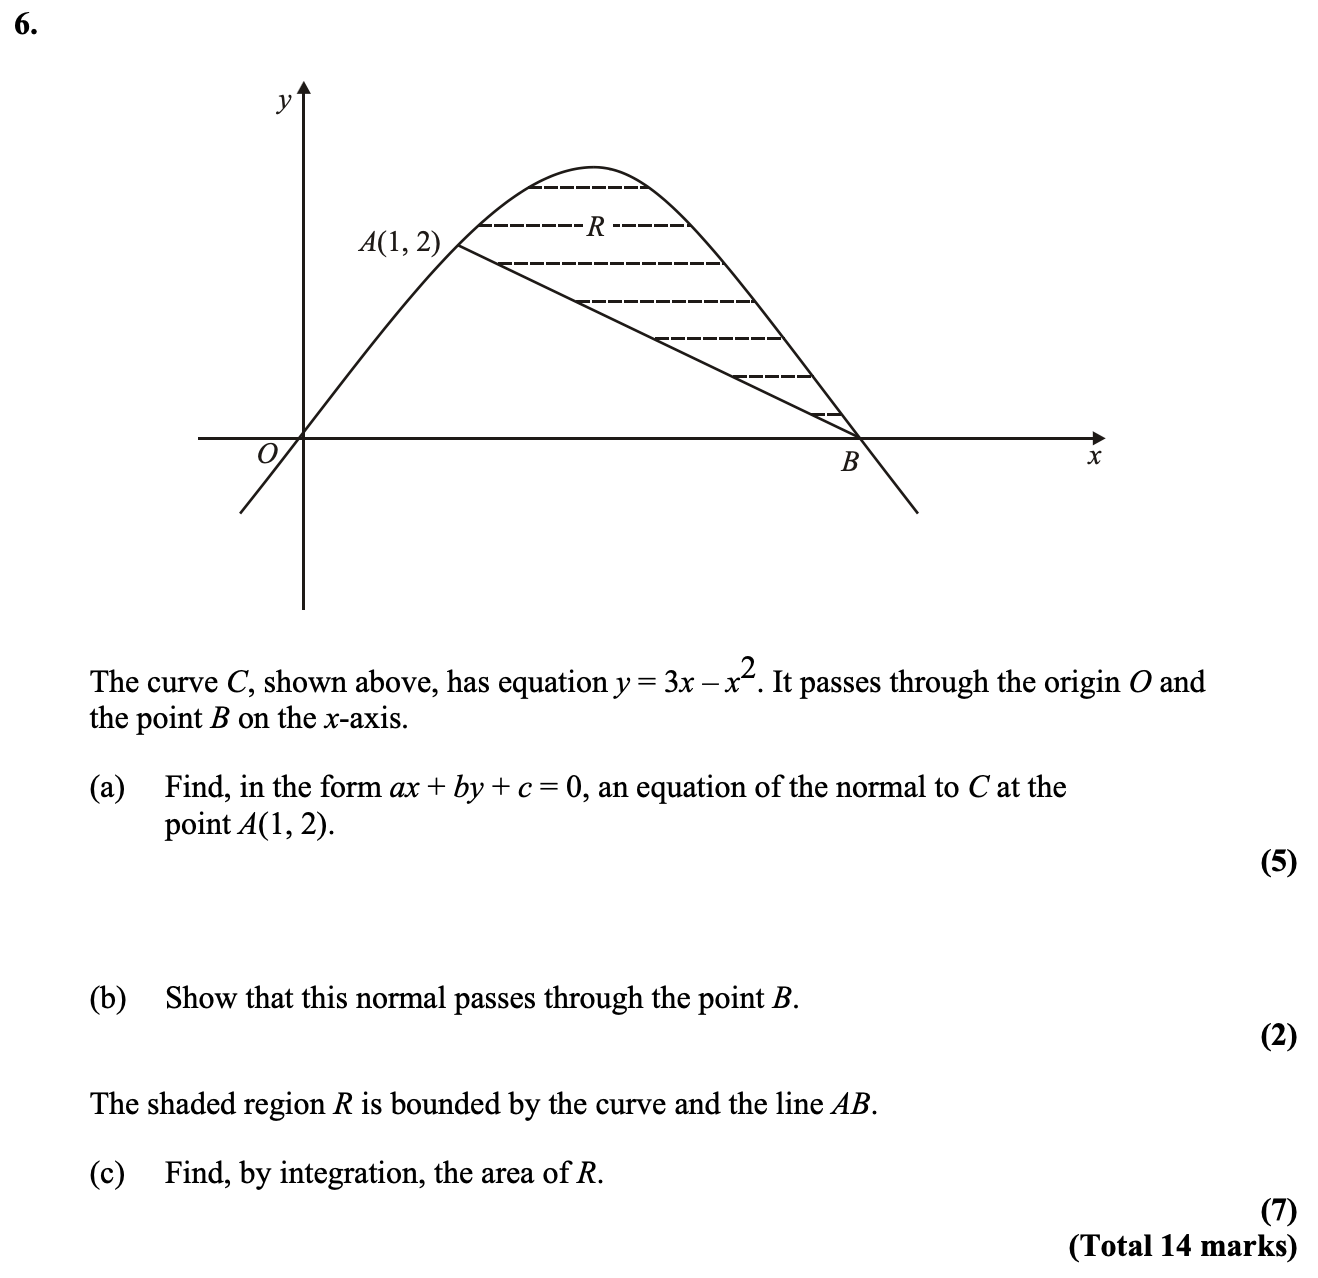 6.
y
A(1, 2)
R
O
B
x
The curve C, shown above, has equation y = 3x – x². It passes through the origin O and
the point B on the x-axis.
(a) Find, in the form ax + by + c = 0, an equation of the normal to C at the
point A(1, 2).
(5)
(b) Show that this normal passes through the point B.
(2)
The shaded region R is bounded by the curve and the line AB.
(c) Find, by integration, the area of R.
(7)
(Total 14 marks)